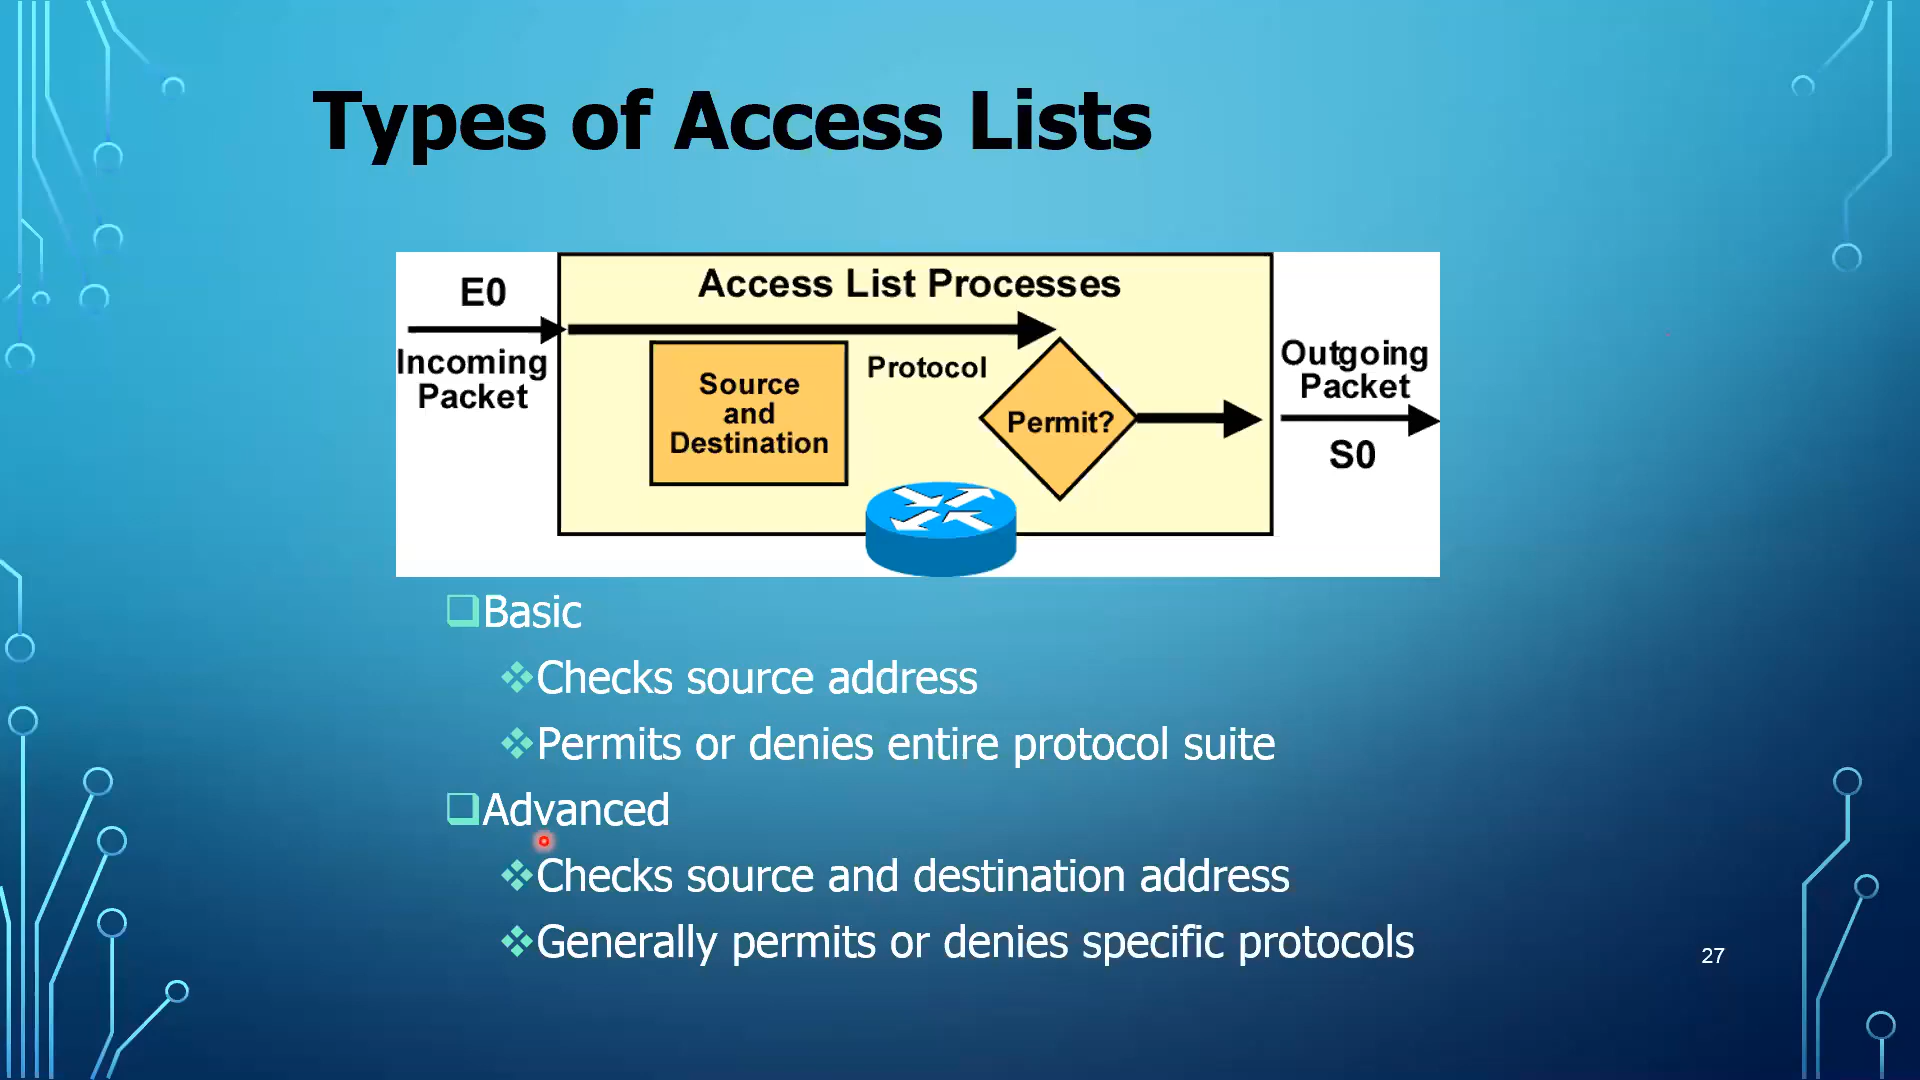 Types of Access Lists
Access List Processes
E0
Incoming
Packet
Source
and
Destination
Protocol
Permit?
Outgoing
Packet
S0
Basic
Checks source address
Permits or denies entire protocol suite
Advanced
Checks source and destination address
Generally permits or denies specific protocols
27